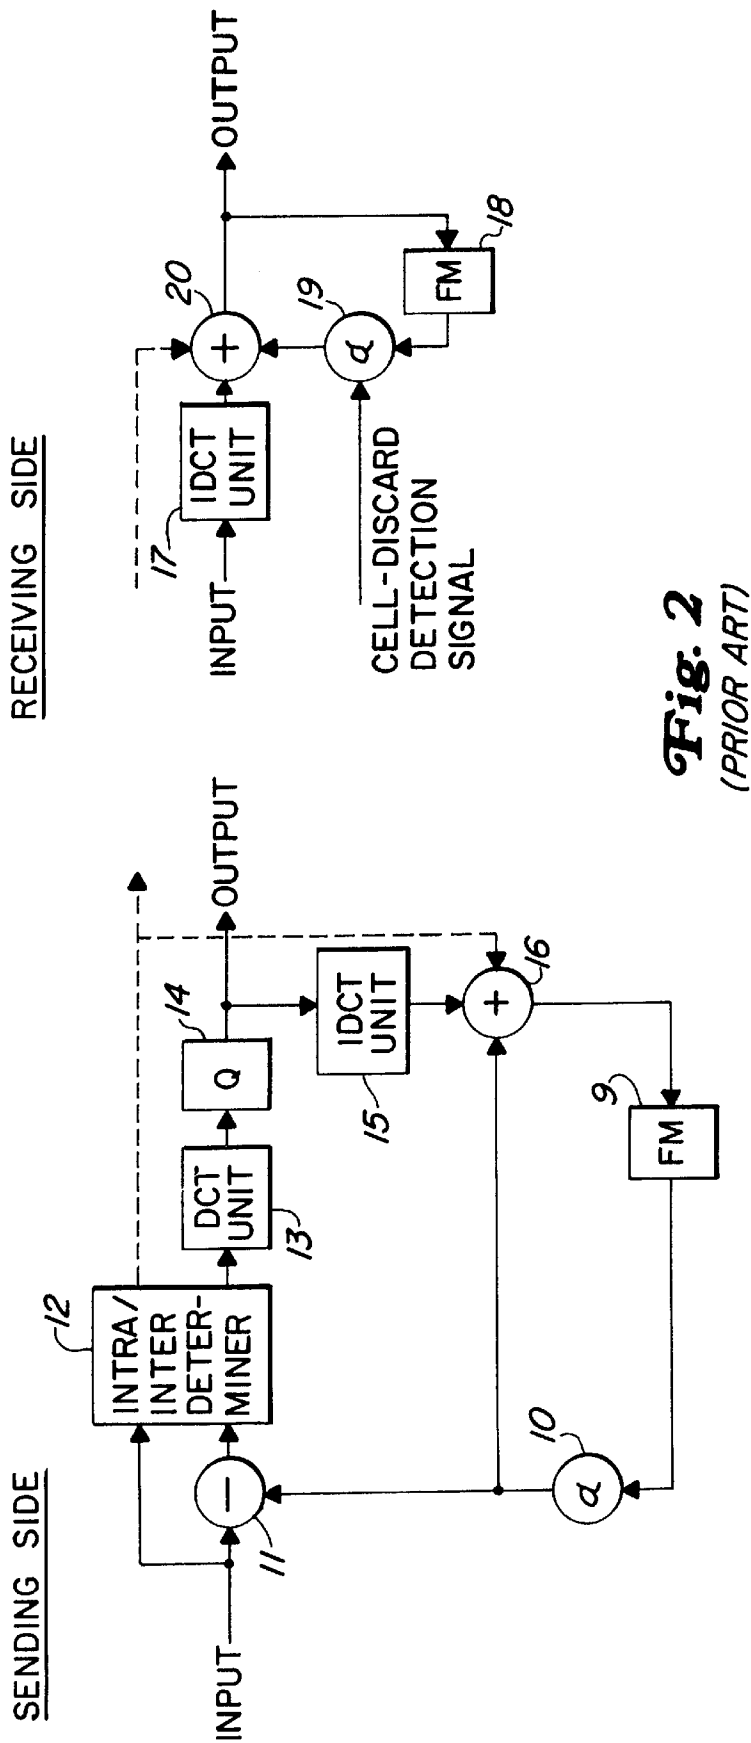 SENDING SIDE
INPUT
11
−
12
INTRA/
INTER
DETER-
MINER
DCT
UNIT
13
14
Q
OUTPUT
IDCT
UNIT
15
+
16
9
FM
10
α
RECEIVING SIDE
INPUT
17
IDCT
UNIT
20
+
OUTPUT
19
α
FM
18
CELL-DISCARD
DETECTION
SIGNAL
Fig. 2
(PRIOR ART)